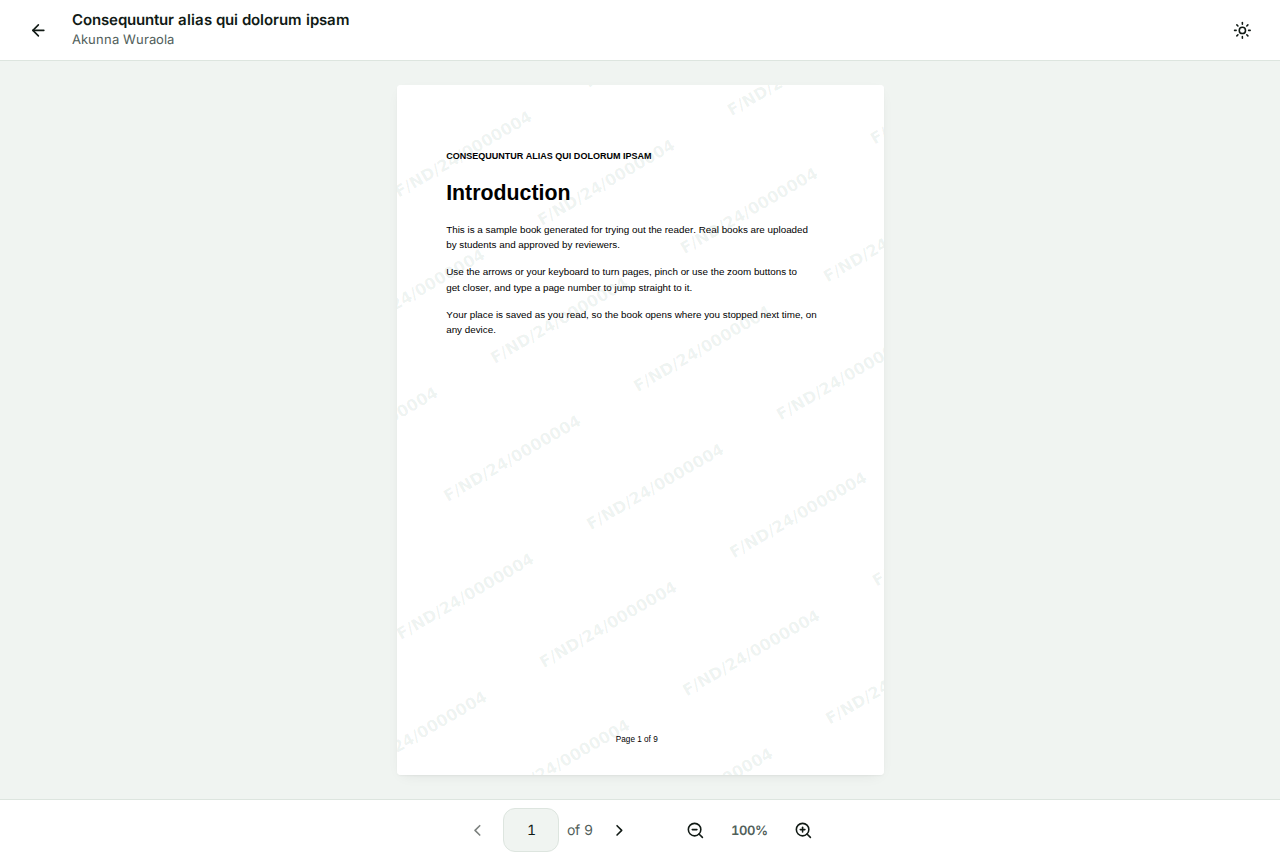 Consequuntur alias qui dolorum ipsam
Akunna Wuraola
CONSEQUUNTUR ALIAS QUI DOLORUM IPSAM
Introduction
This is a sample book generated for trying out the reader. Real books are uploaded
by students and approved by reviewers.
Use the arrows or your keyboard to turn pages, pinch or use the zoom buttons to
get closer, and type a page number to jump straight to it.
Your place is saved as you read, so the book opens where you stopped next time, on
any device.
F/ND/24/0000004
Page 1 of 9
1 of 9 100%